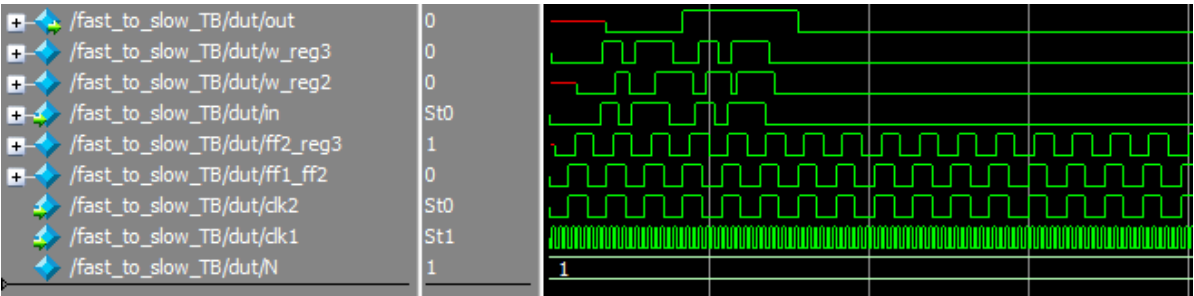 /fast_to_slow_TB/dut/out 0
/fast_to_slow_TB/dut/w_reg3 0
/fast_to_slow_TB/dut/w_reg2 0
/fast_to_slow_TB/dut/in St0
/fast_to_slow_TB/dut/ff2_reg3 1
/fast_to_slow_TB/dut/ff1_ff2 0
/fast_to_slow_TB/dut/clk2 St0
/fast_to_slow_TB/dut/clk1 St1
/fast_to_slow_TB/dut/N 1 1